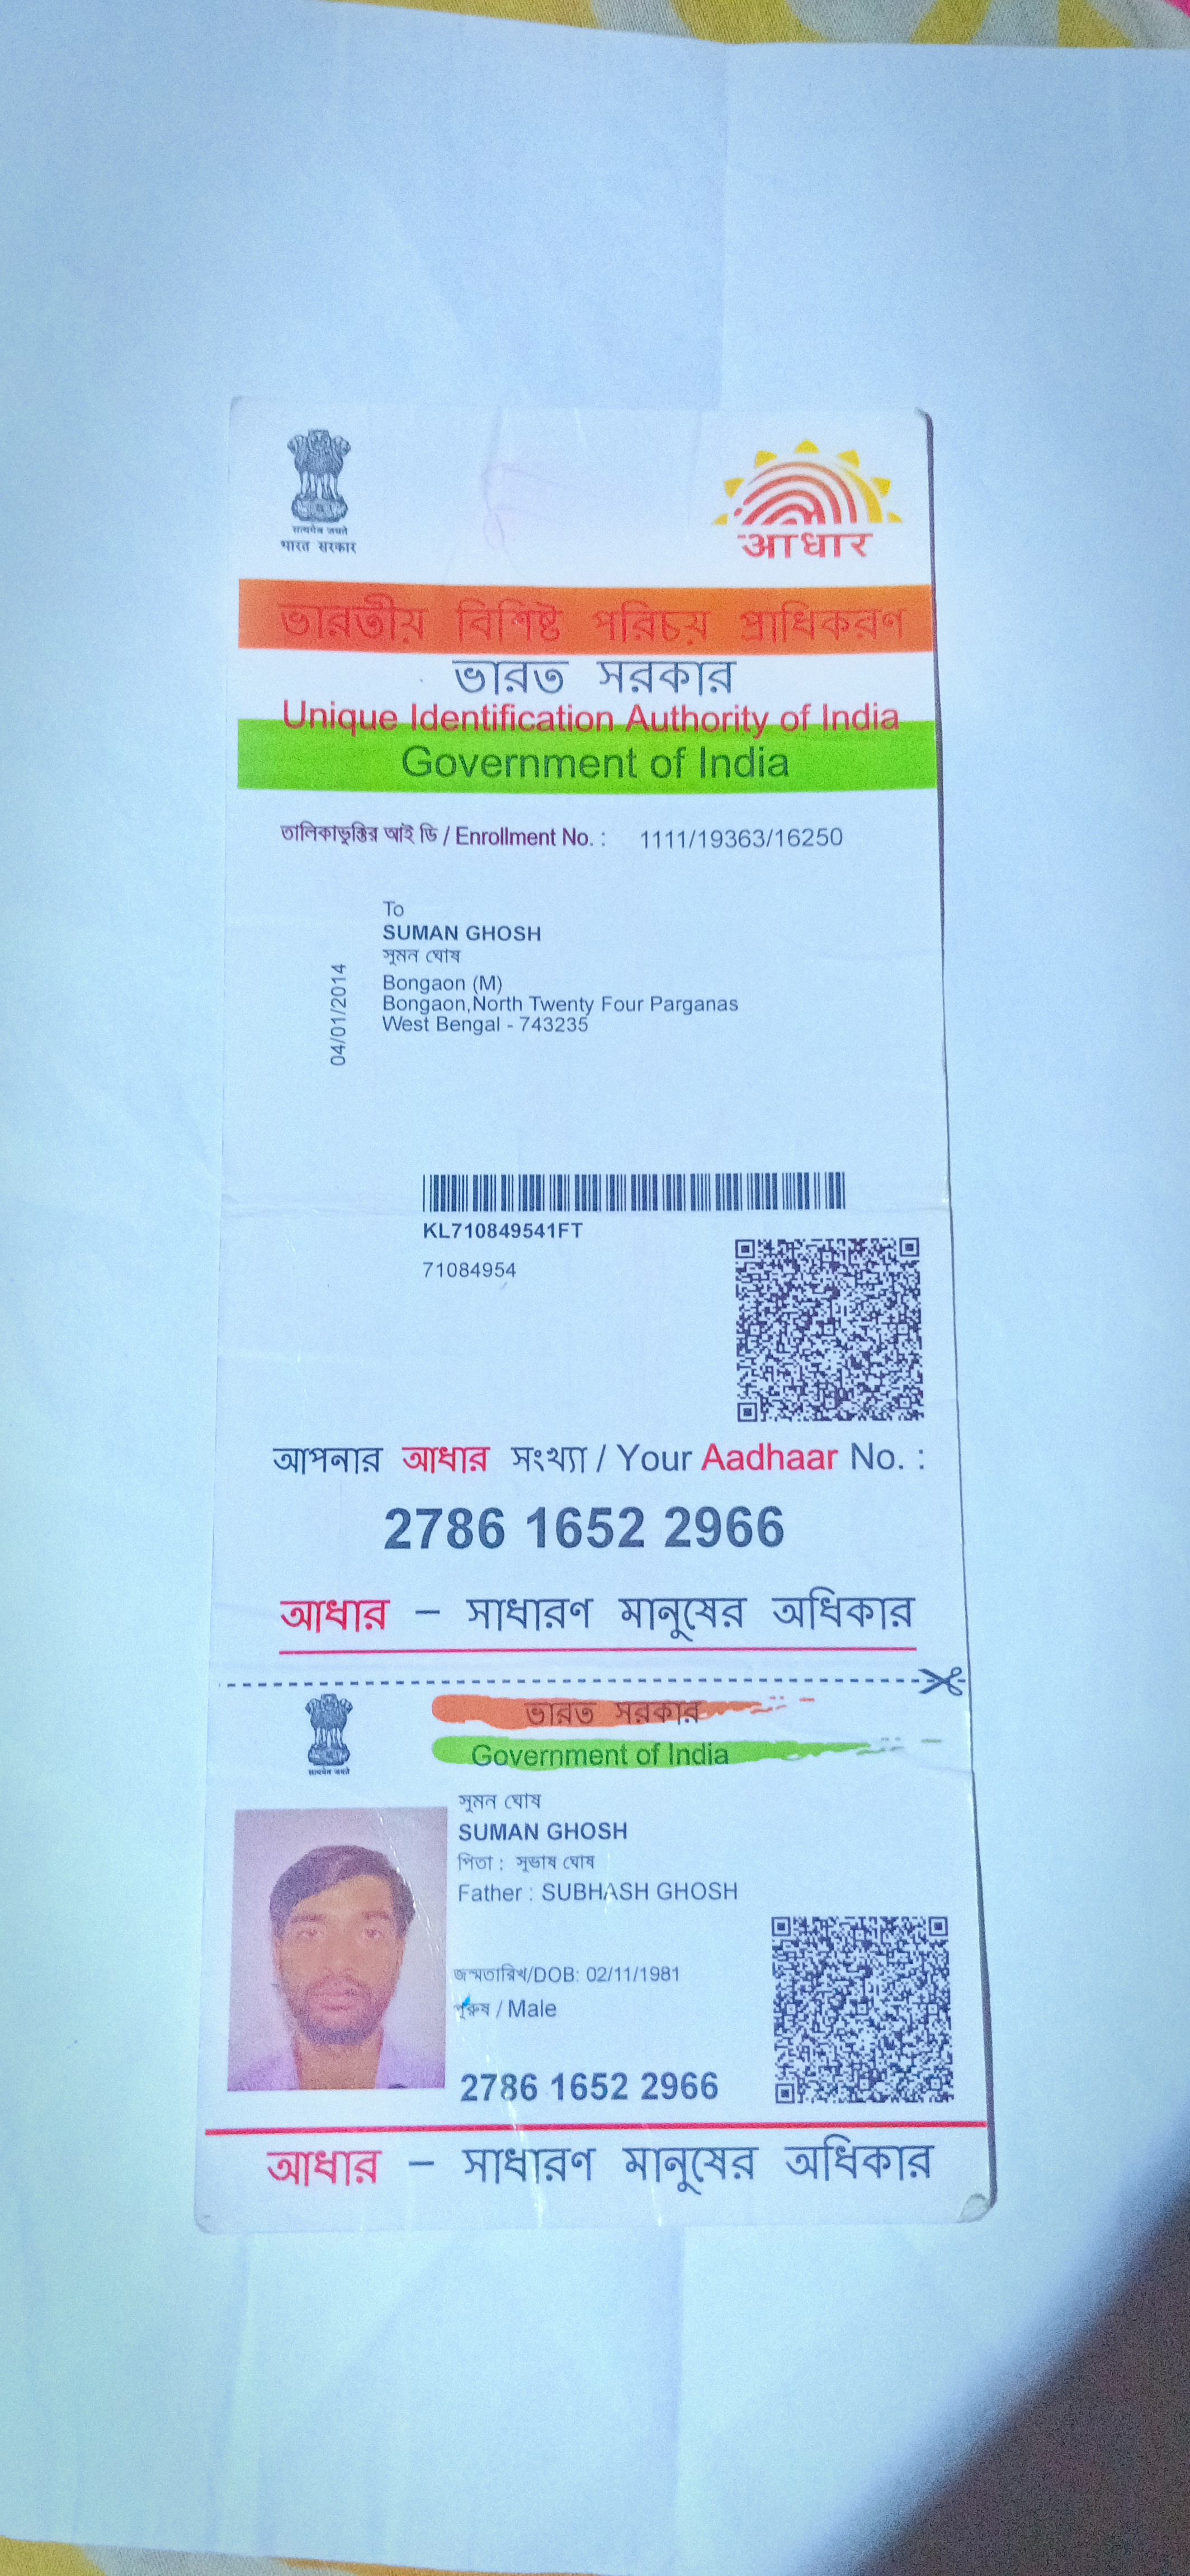 सत्यमेव जयते
भारत सरकार
आधार
ভারতীয় বিশিষ্ট পরিচয় প্রাধিকরণ
ভারত সরকার
Unique Identification Authority of India
Government of India
তালিকাভুক্তির আই ডি / Enrollment No. : 1111/19363/16250
To
SUMAN GHOSH
সুমন ঘোষ
Bongaon (M)
Bongaon,North Twenty Four Parganas
West Bengal - 743235
04/01/2014
KL710849541FT
71084954
আপনার আধার সংখ্যা / Your Aadhaar No. :
2786 1652 2966
আধার – সাধারণ মানুষের অধিকার
सत्यमेव जयते
ভারত সরকার
Government of India
সুমন ঘোষ
SUMAN GHOSH
পিতা : সুভাষ ঘোষ
Father : SUBHASH GHOSH
জন্মতারিখ/DOB: 02/11/1981
পুরুষ / Male
2786 1652 2966
আধার – সাধারণ মানুষের অধিকার